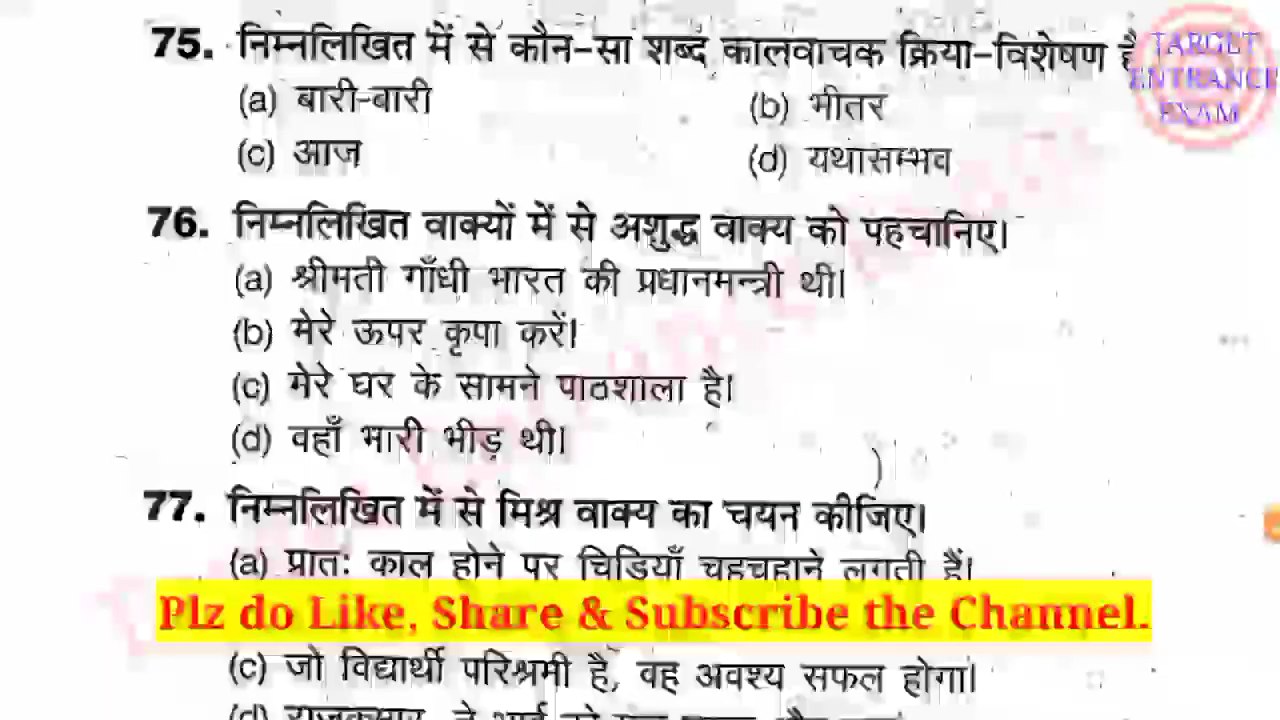 75. निम्नलिखित में से कौन-सा शब्द कालवाचक क्रिया-विशेषण है
(a) बारी-बारी (b) भीतर
(c) आज (d) यथासम्भव
TARGET
ENTRANCE
EXAM
76. निम्नलिखित वाक्यों में से अशुद्ध वाक्य को पहचानिए।
(a) श्रीमती गाँधी भारत की प्रधानमन्त्री थी।
(b) मेरे ऊपर कृपा करें।
(c) मेरे घर के सामने पाठशाला है।
(d) वहाँ भारी भीड़ थी।
77. निम्नलिखित में से मिश्र वाक्य का चयन कीजिए।
(a) प्रातः काल होने पर चिड़ियाँ चहचहाने लगती हैं।
Plz do Like, Share & Subscribe the Channel.
(c) जो विद्यार्थी परिश्रमी है, वह अवश्य सफल होगा।
(d)